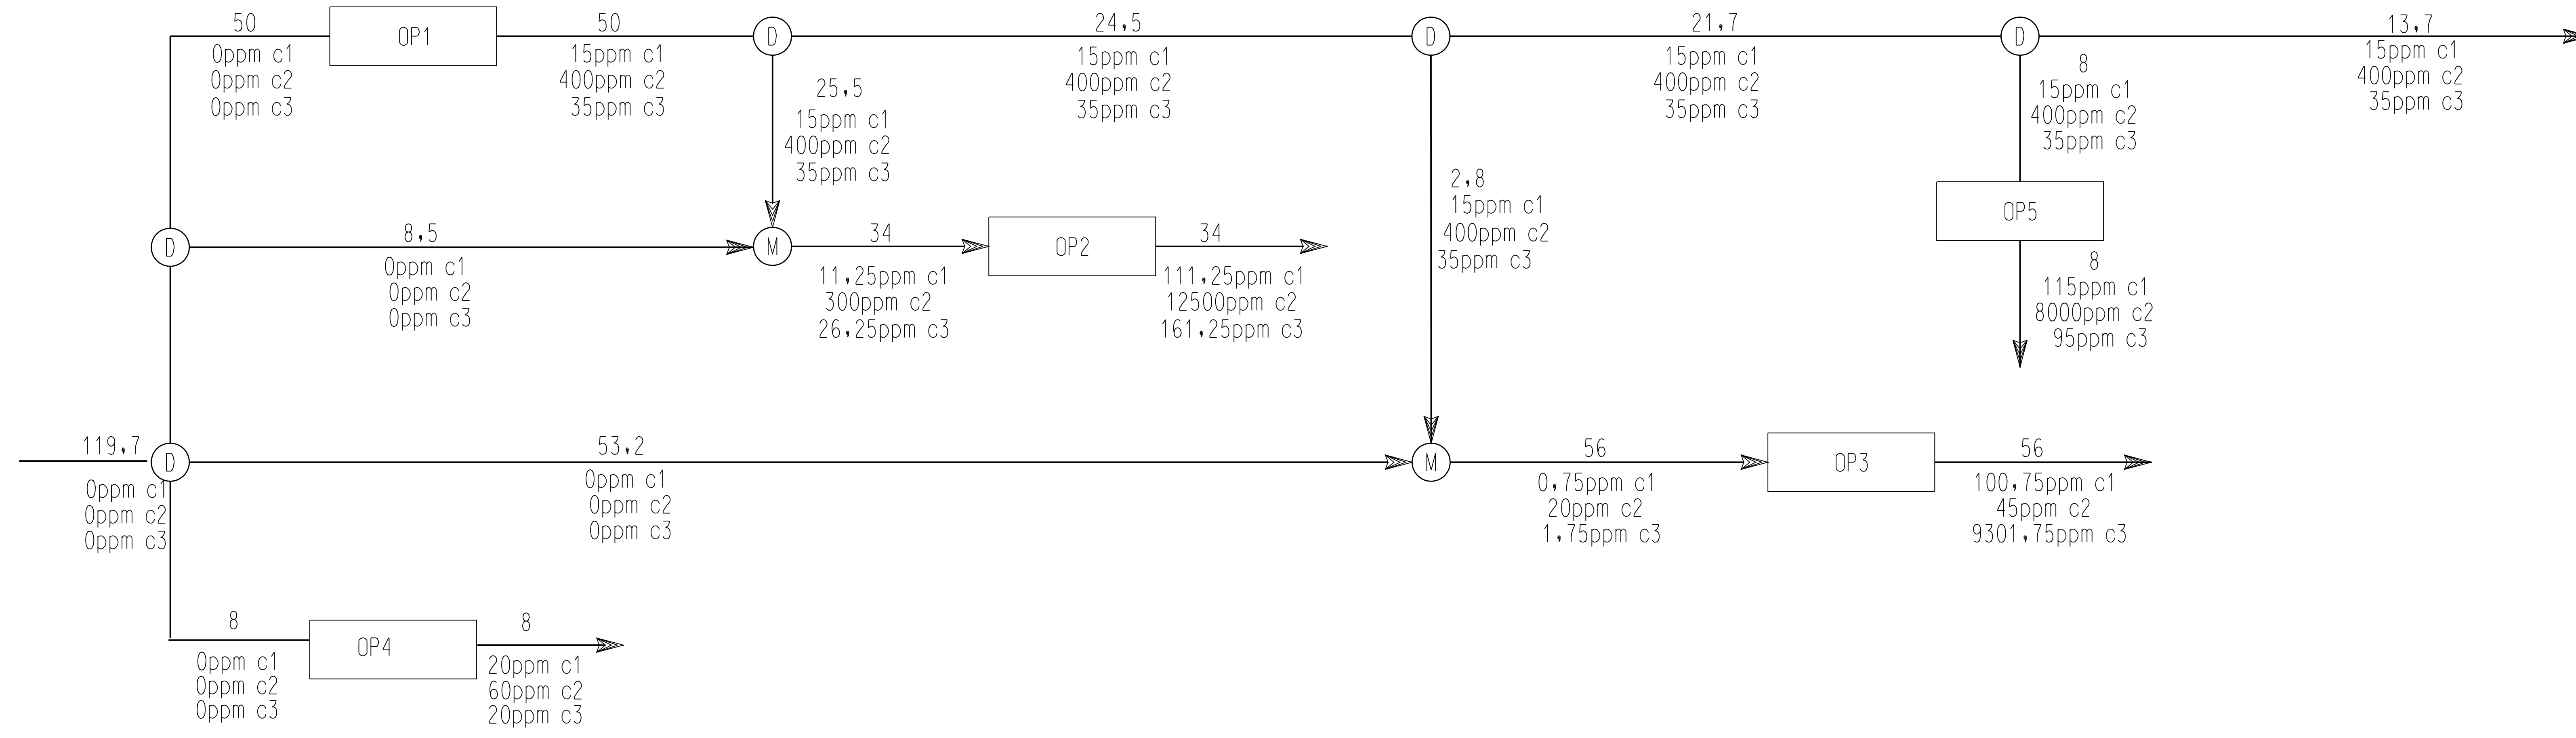 50
0ppm c1
0ppm c2
0ppm c3
OP1
50
15ppm c1
400ppm c2
35ppm c3
D
24,5
15ppm c1
400ppm c2
35ppm c3
D
21,7
15ppm c1
400ppm c2
35ppm c3
D
13,7
15ppm c1
400ppm c2
35ppm c3
25,5
15ppm c1
400ppm c2
35ppm c3
8
15ppm c1
400ppm c2
35ppm c3
2,8
15ppm c1
400ppm c2
35ppm c3
OP5
8
115ppm c1
8000ppm c2
95ppm c3
D
8,5
0ppm c1
0ppm c2
0ppm c3
M
34
11,25ppm c1
300ppm c2
26,25ppm c3
OP2
34
111,25ppm c1
12500ppm c2
161,25ppm c3
119,7
0ppm c1
0ppm c2
0ppm c3
D
53,2
0ppm c1
0ppm c2
0ppm c3
M
56
0,75ppm c1
20ppm c2
1,75ppm c3
OP3
56
100,75ppm c1
45ppm c2
9301,75ppm c3
8
0ppm c1
0ppm c2
0ppm c3
OP4
8
20ppm c1
60ppm c2
20ppm c3